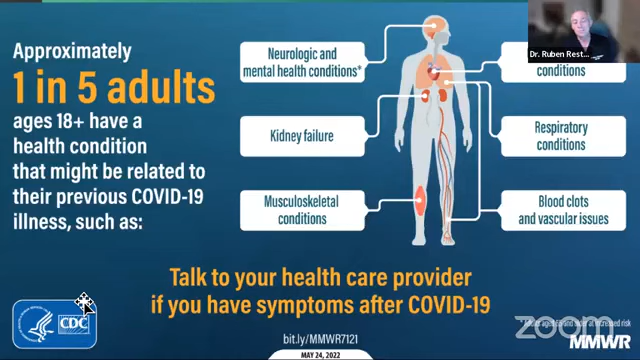 Approximately
1 in 5 adults
ages 18+ have a
health condition
that might be related to
their previous COVID-19
illness, such as:
Neurologic and
mental health conditions*
Kidney failure
Musculoskeletal
conditions
Dr. Ruben Rest...
conditions
Respiratory
conditions
Blood clots
and vascular issues
Talk to your health care provider
if you have symptoms after COVID-19
CDC
bit.ly/MMWR7121
MAY 24, 2022
zoom
MMWR